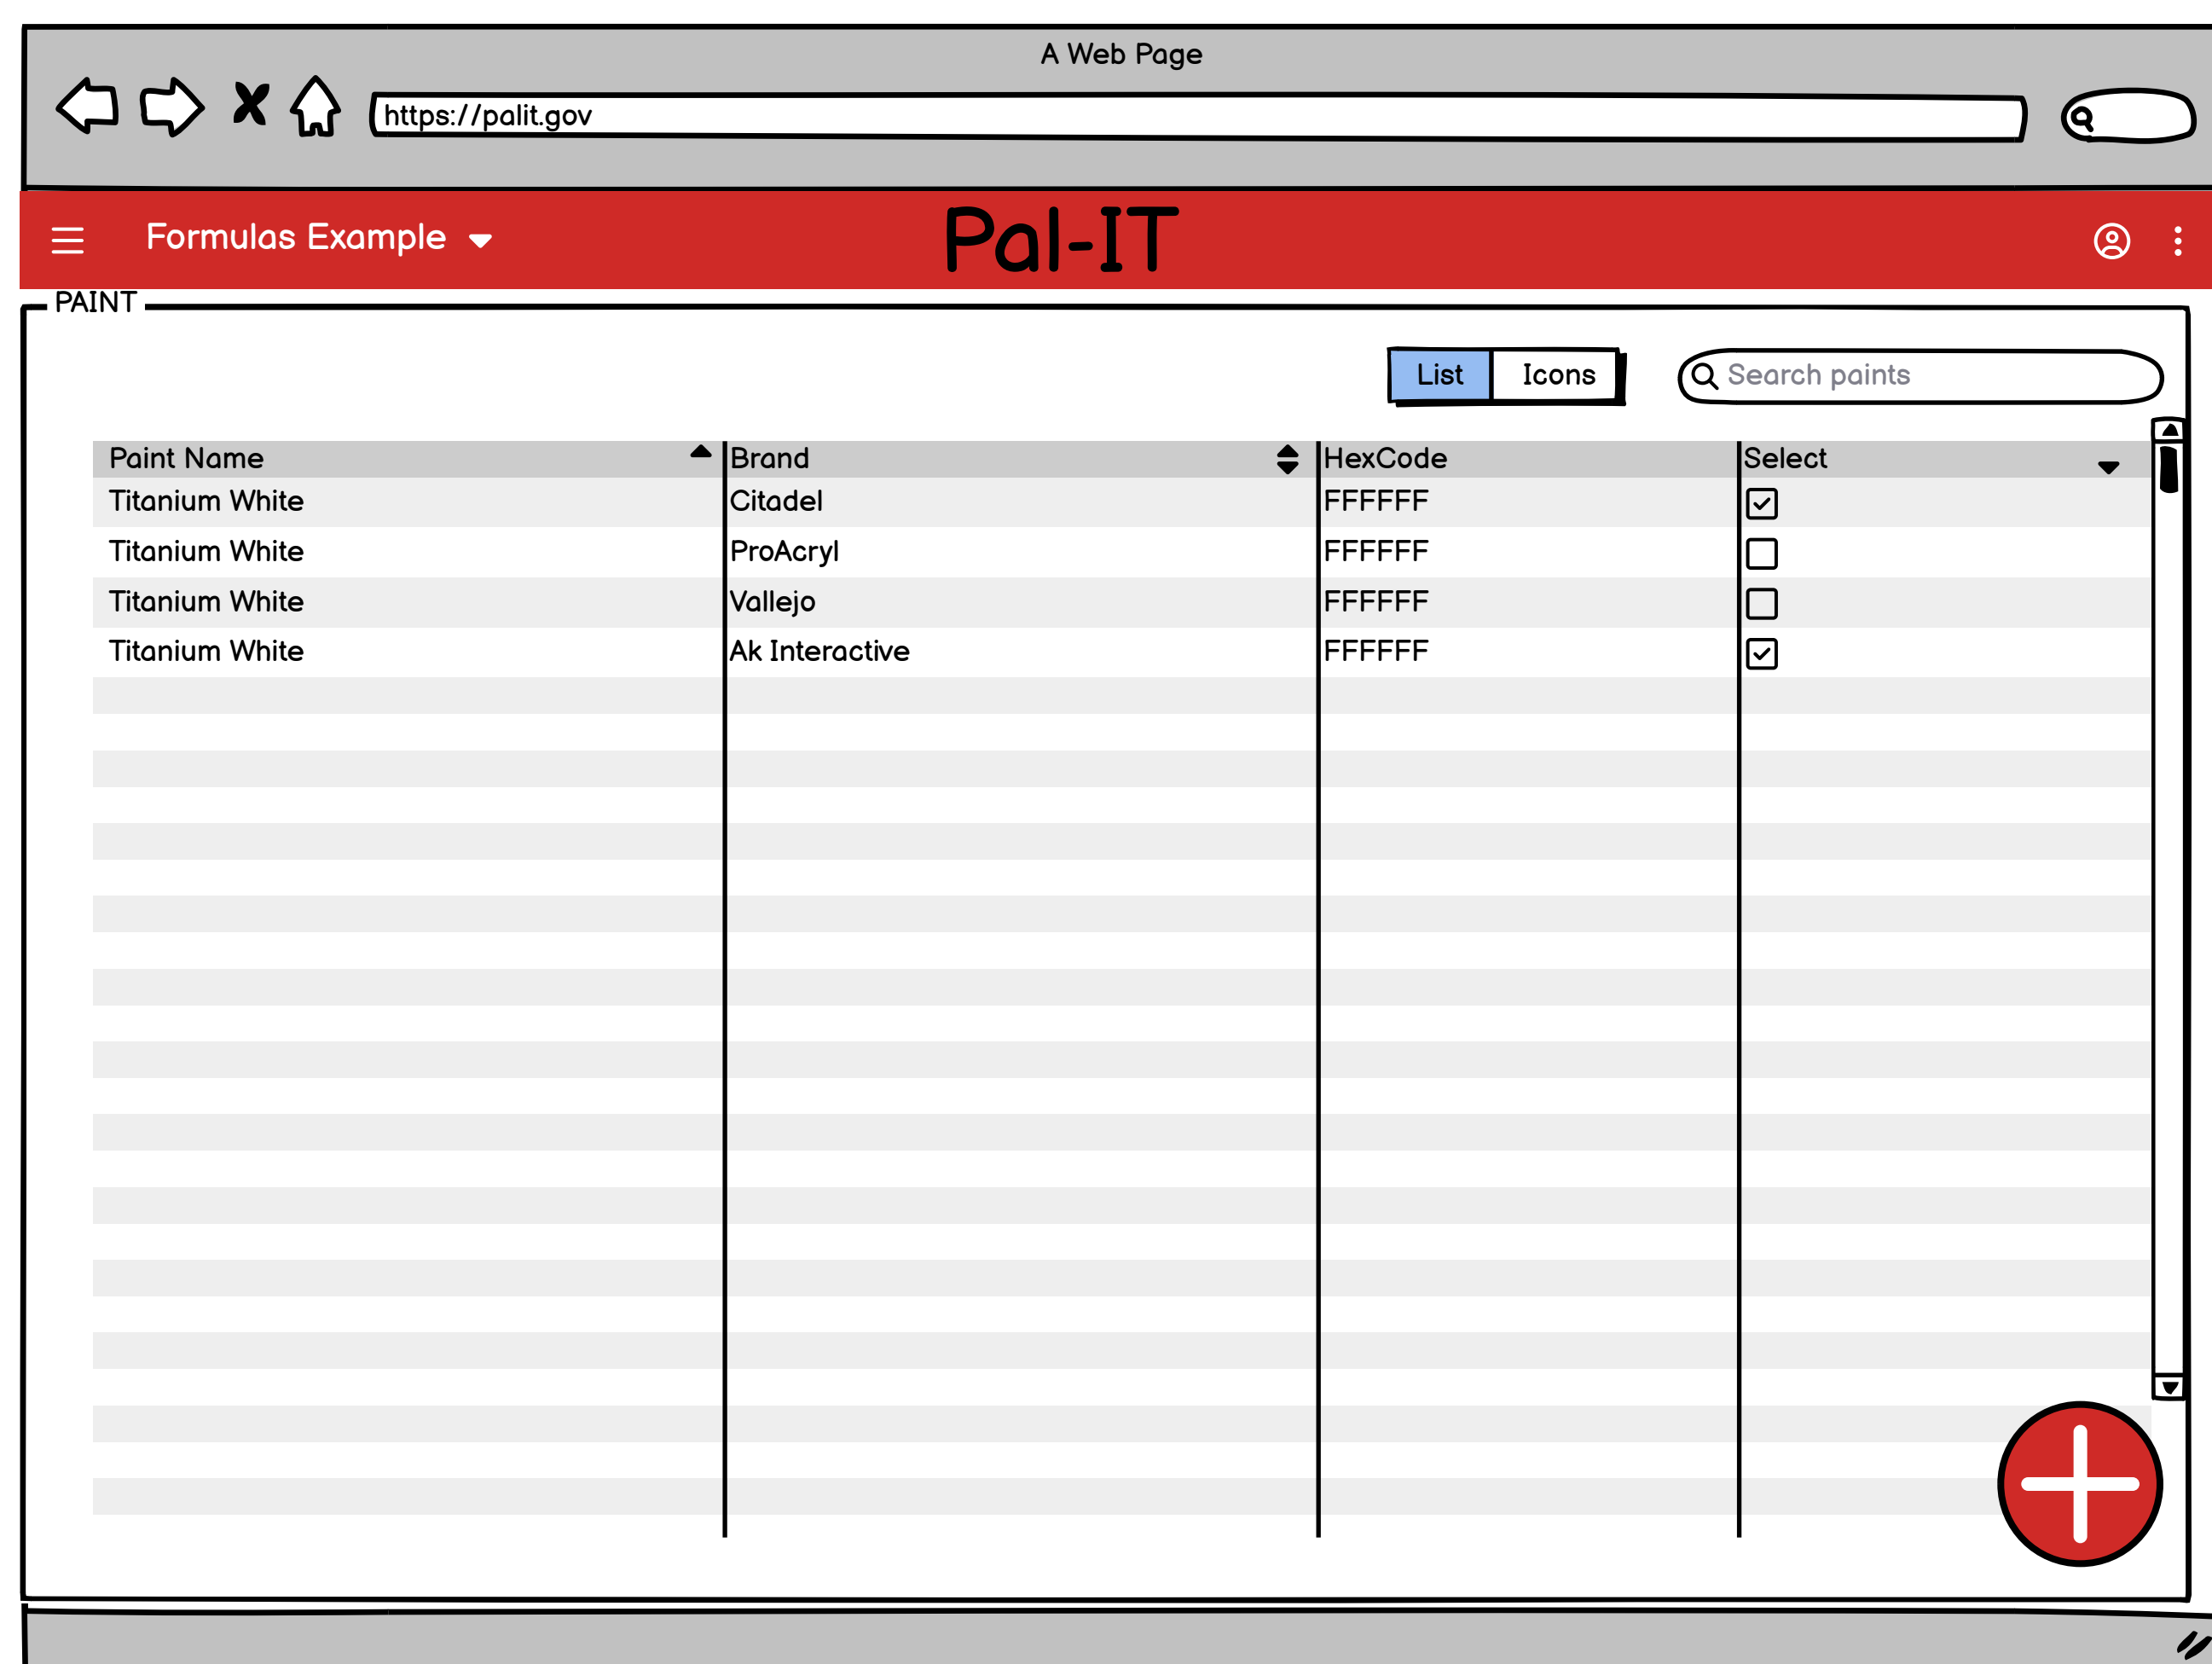 A Web Page
https://palit.gov
Formulas Example
Pal-IT
PAINT
List Icons
Search paints
Paint Name Brand HexCode Select
Titanium White Citadel FFFFFF
Titanium White ProAcryl FFFFFF
Titanium White Vallejo FFFFFF
Titanium White Ak Interactive FFFFFF